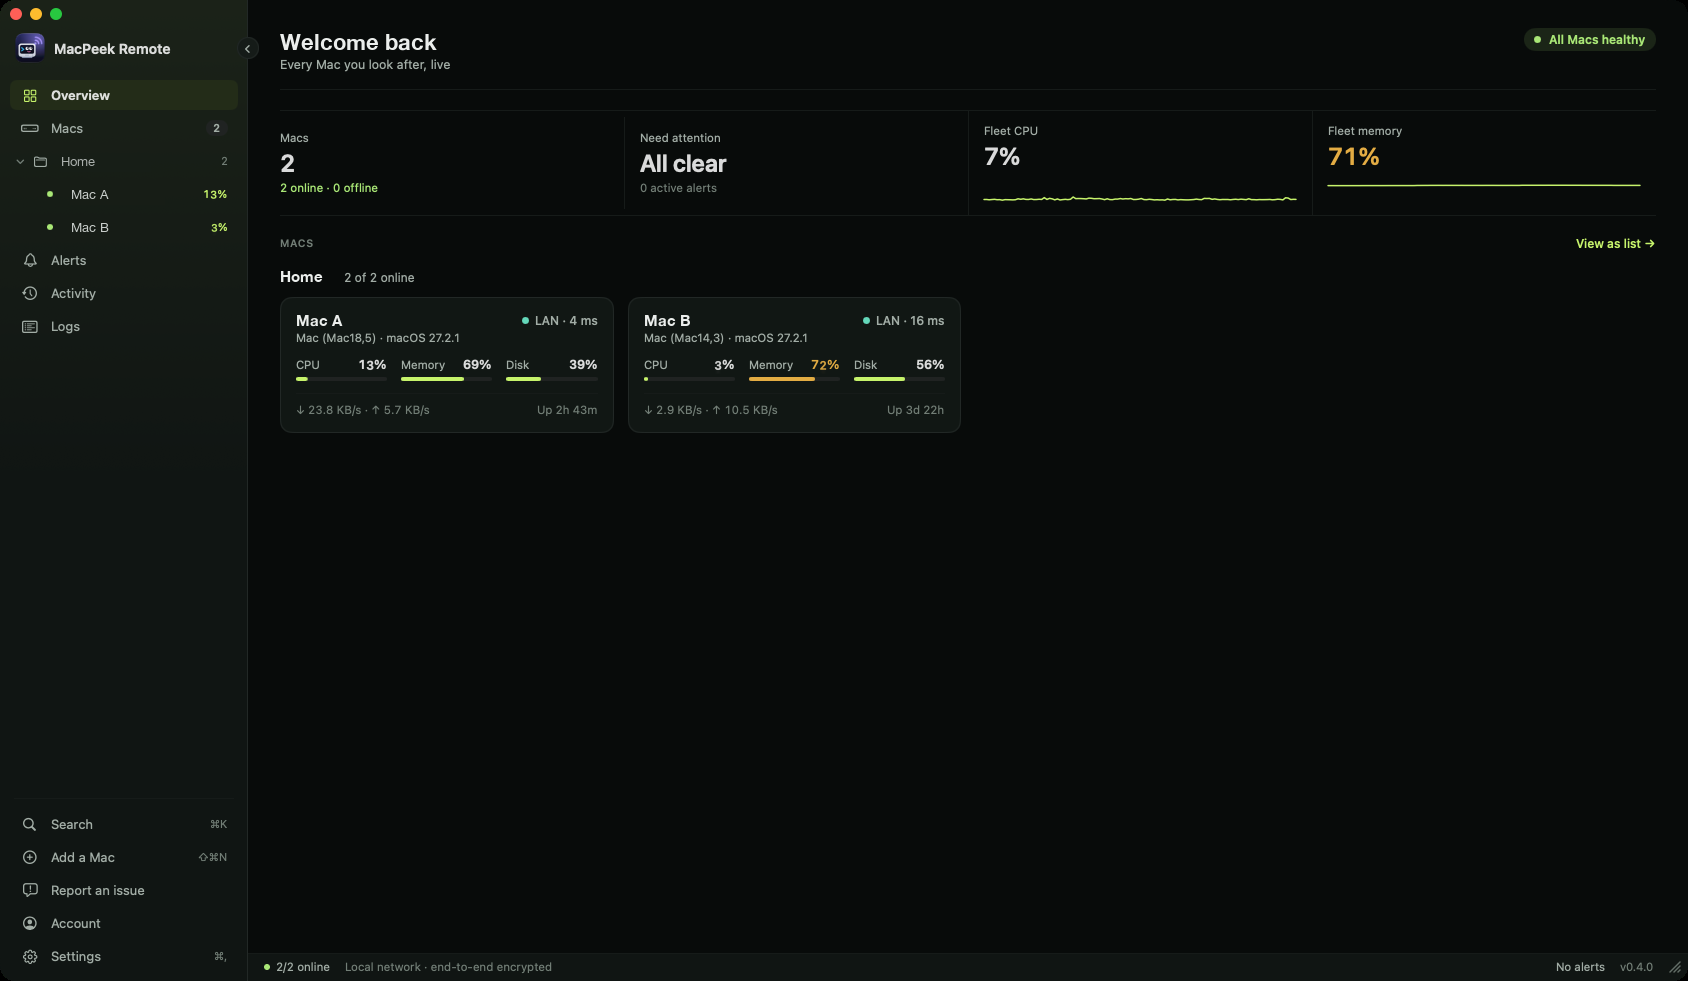 MacPeek Remote
Overview
Macs 2
Home 2
Mac A 13%
Mac B 3%
Alerts
Activity
Logs
Search ⌘K
Add a Mac ⇧⌘N
Report an issue
Account
Settings ⌘,
Welcome back
Every Mac you look after, live
All Macs healthy
Macs
2
2 online · 0 offline
Need attention
All clear
0 active alerts
Fleet CPU
7%
Fleet memory
71%
MACS
View as list →
Home 2 of 2 online
Mac A LAN · 4 ms
Mac (Mac18,5) · macOS 27.2.1
CPU 13% Memory 69% Disk 39%
↓ 23.8 KB/s · ↑ 5.7 KB/s Up 2h 43m
Mac B LAN · 16 ms
Mac (Mac14,3) · macOS 27.2.1
CPU 3% Memory 72% Disk 56%
↓ 2.9 KB/s · ↑ 10.5 KB/s Up 3d 22h
2/2 online Local network · end-to-end encrypted
No alerts v0.4.0